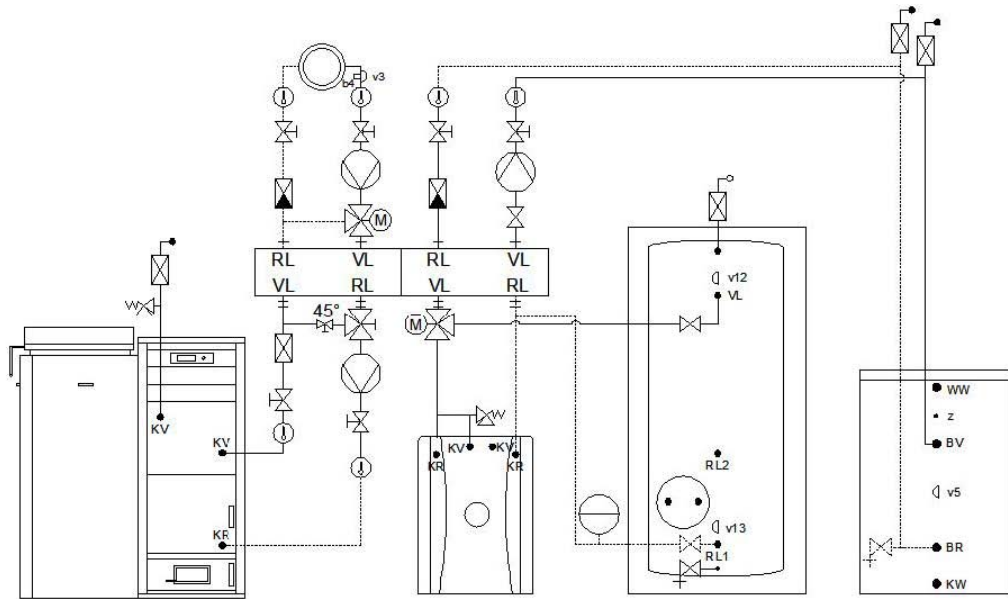 b4 v3
M
RL VL RL VL
VL RL VL RL
v12
VL
45°
M
WW
z
KV
BV
KV
KV KV
KR KR
RL2
v5
v13
KR
RL1
BR
KW